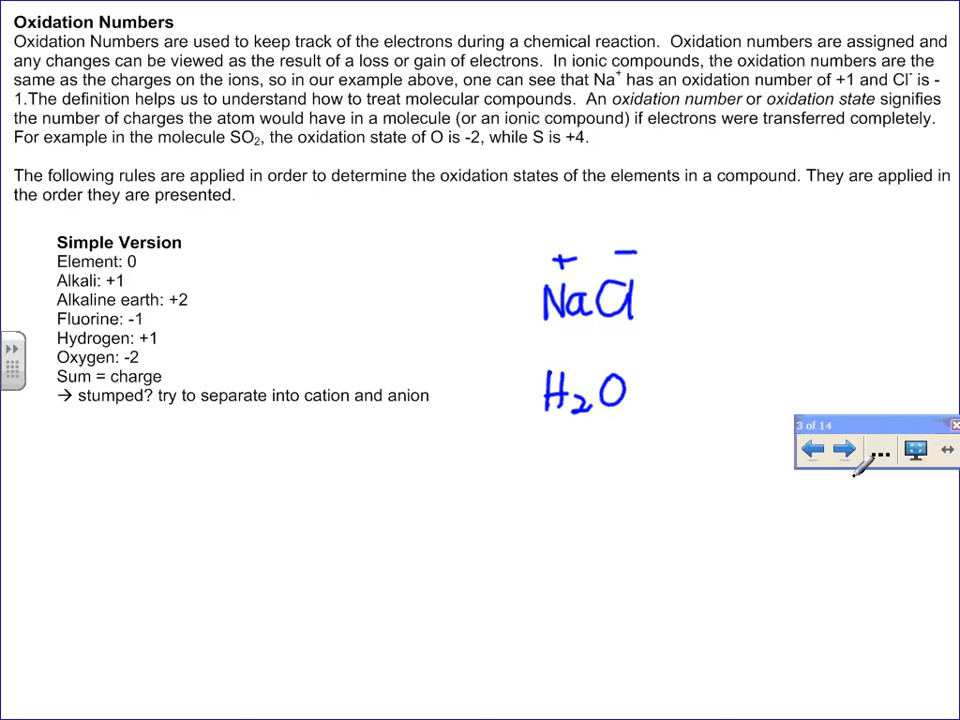 Oxidation Numbers
Oxidation Numbers are used to keep track of the electrons during a chemical reaction. Oxidation numbers are assigned and
any changes can be viewed as the result of a loss or gain of electrons. In ionic compounds, the oxidation numbers are the
same as the charges on the ions, so in our example above, one can see that Na⁺ has an oxidation number of +1 and Cl⁻ is -
1.The definition helps us to understand how to treat molecular compounds. An oxidation number or oxidation state signifies
the number of charges the atom would have in a molecule (or an ionic compound) if electrons were transferred completely.
For example in the molecule SO₂, the oxidation state of O is -2, while S is +4.
The following rules are applied in order to determine the oxidation states of the elements in a compound. They are applied in
the order they are presented.
Simple Version
Element: 0
Alkali: +1
Alkaline earth: +2
Fluorine: -1
Hydrogen: +1
Oxygen: -2
Sum = charge
→ stumped? try to separate into cation and anion
+ −
NaCl
H₂O
3 of 14
...